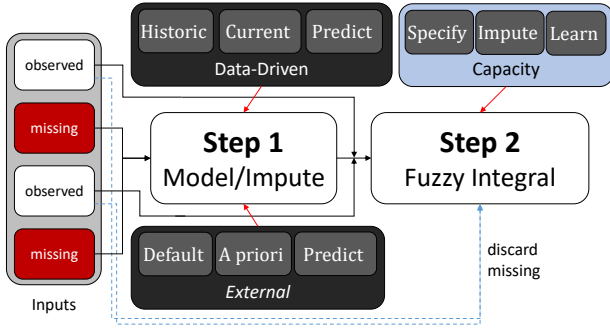 Historic Current Predict
Data-Driven
Specify Impute Learn
Capacity
observed
missing
observed
missing
Inputs
Step 1
Model/Impute
Step 2
Fuzzy Integral
Default A priori Predict
External
discard
missing